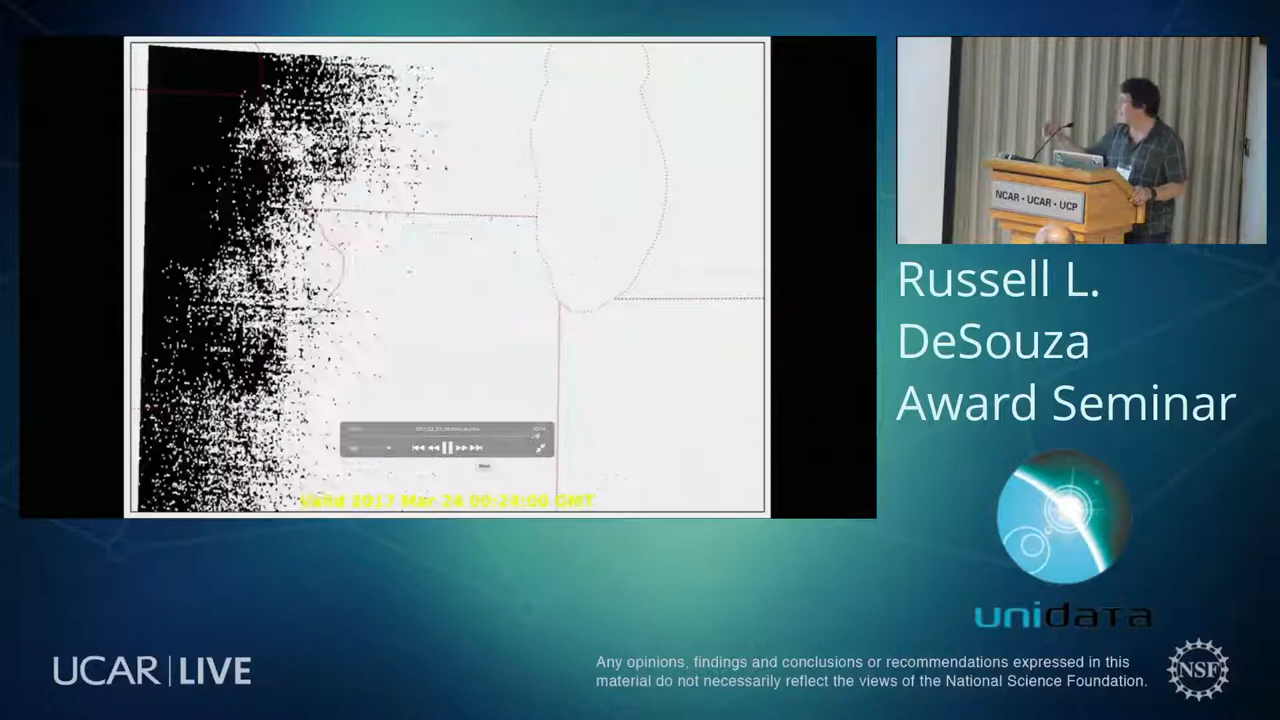 Valid 2017 Mar 24 00:24:00 GMT
Next
NCAR • UCAR • UCP
Russell L.
DeSouza
Award Seminar
unidata
UCAR | LIVE
Any opinions, findings and conclusions or recommendations expressed in this
material do not necessarily reflect the views of the National Science Foundation.
NSF